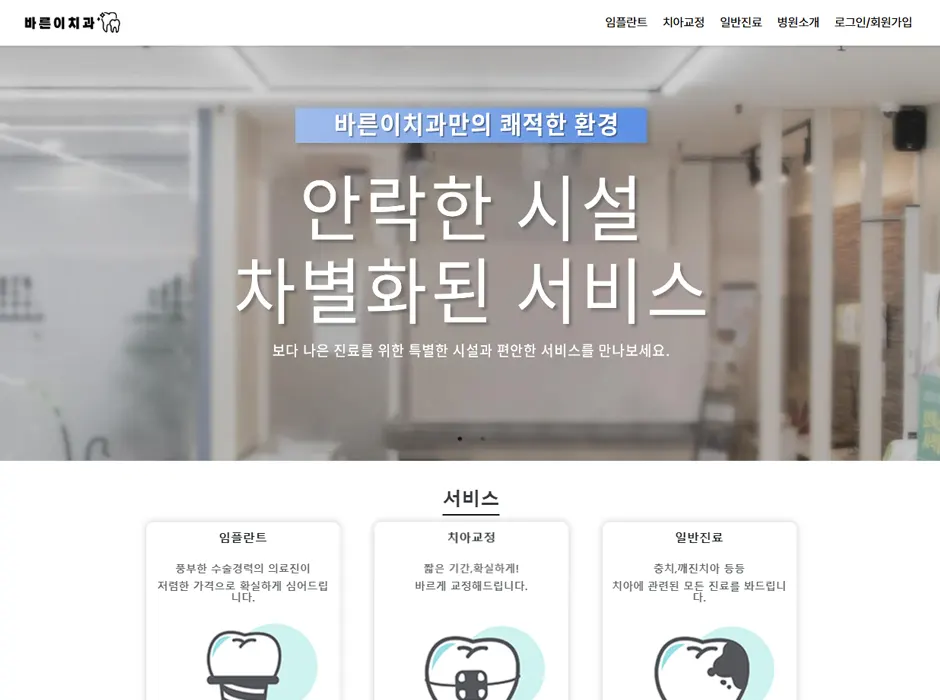 바른이치과
임플란트 치아교정 일반진료 병원소개 로그인/회원가입
바른이치과만의 쾌적한 환경
안락한 시설
차별화된 서비스
보다 나은 진료를 위한 특별한 시설과 편안한 서비스를 만나보세요.
서비스
임플란트
풍부한 수술경력의 의료진이
저렴한 가격으로 확실하게 심어드립
니다.
치아교정
짧은 기간,확실하게!
바르게 교정해드립니다.
일반진료
충치,깨진치아 등등
치아에 관련된 모든 진료를 봐드립니
다.